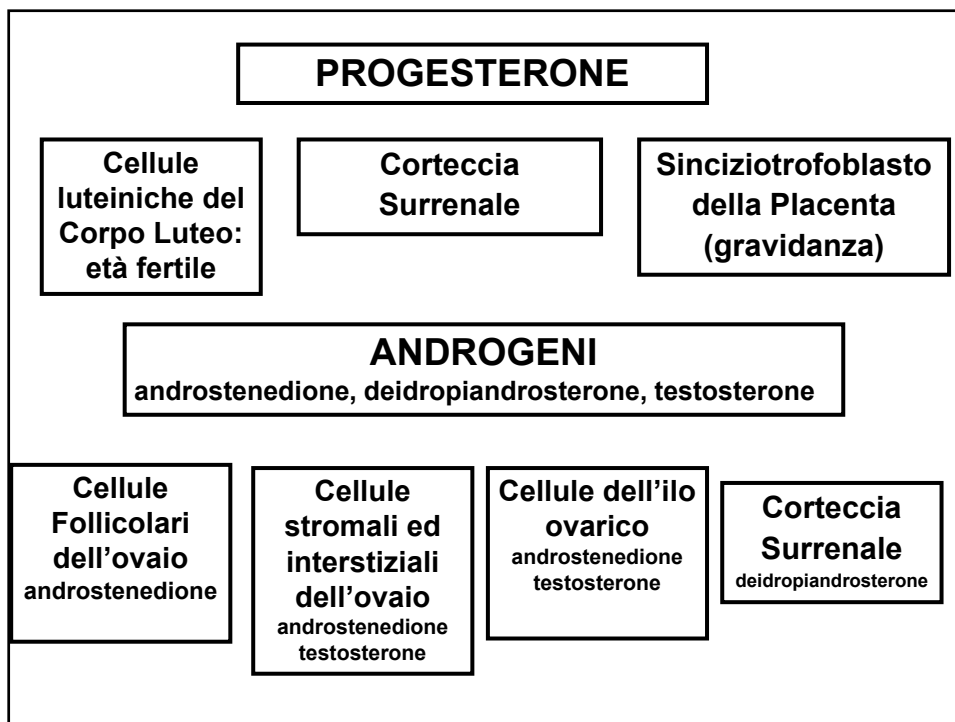 PROGESTERONE
Cellule
luteiniche del
Corpo Luteo:
età fertile
Corteccia
Surrenale
Sinciziotrofoblasto
della Placenta
(gravidanza)
ANDROGENI
androstenedione, deidropiandrosterone, testosterone
Cellule
Follicolari
dell’ovaio
androstenedione
Cellule
stromali ed
interstiziali
dell’ovaio
androstenedione
testosterone
Cellule dell’ilo
ovarico
androstenedione
testosterone
Corteccia
Surrenale
deidropiandrosterone